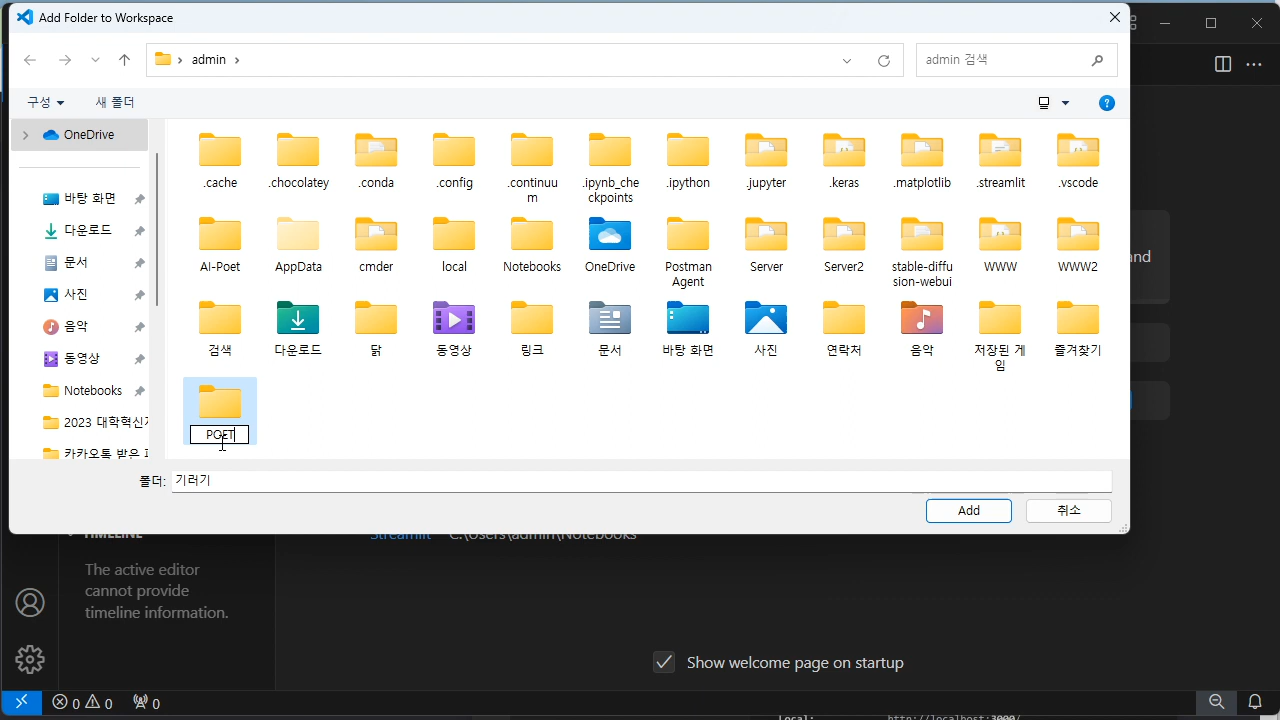 Add Folder to Workspace
admin
admin 검색
구성
새 폴더
OneDrive
바탕 화면
다운로드
문서
사진
음악
동영상
Notebooks
2023 대학혁신
카카오톡 받은
.cache
.chocolatey
.conda
.config
.continuu
m
.ipynb_che
ckpoints
.ipython
.jupyter
.keras
.matplotlib
.streamlit
.vscode
AI-Poet
AppData
cmder
local
Notebooks
OneDrive
Postman
Agent
Server
Server2
stable-diffu
sion-webui
WWW
WWW2
검색
다운로드
닭
동영상
링크
문서
바탕 화면
사진
연락처
음악
저장된 게
임
즐겨찾기
POET
폴더:
기러기
Add
취소
and
TIMELINE
Streamlit C:\Users\admin\Notebooks
The active editor
cannot provide
timeline information.
Show welcome page on startup
0 0 0
Local: http://localhost:3000/